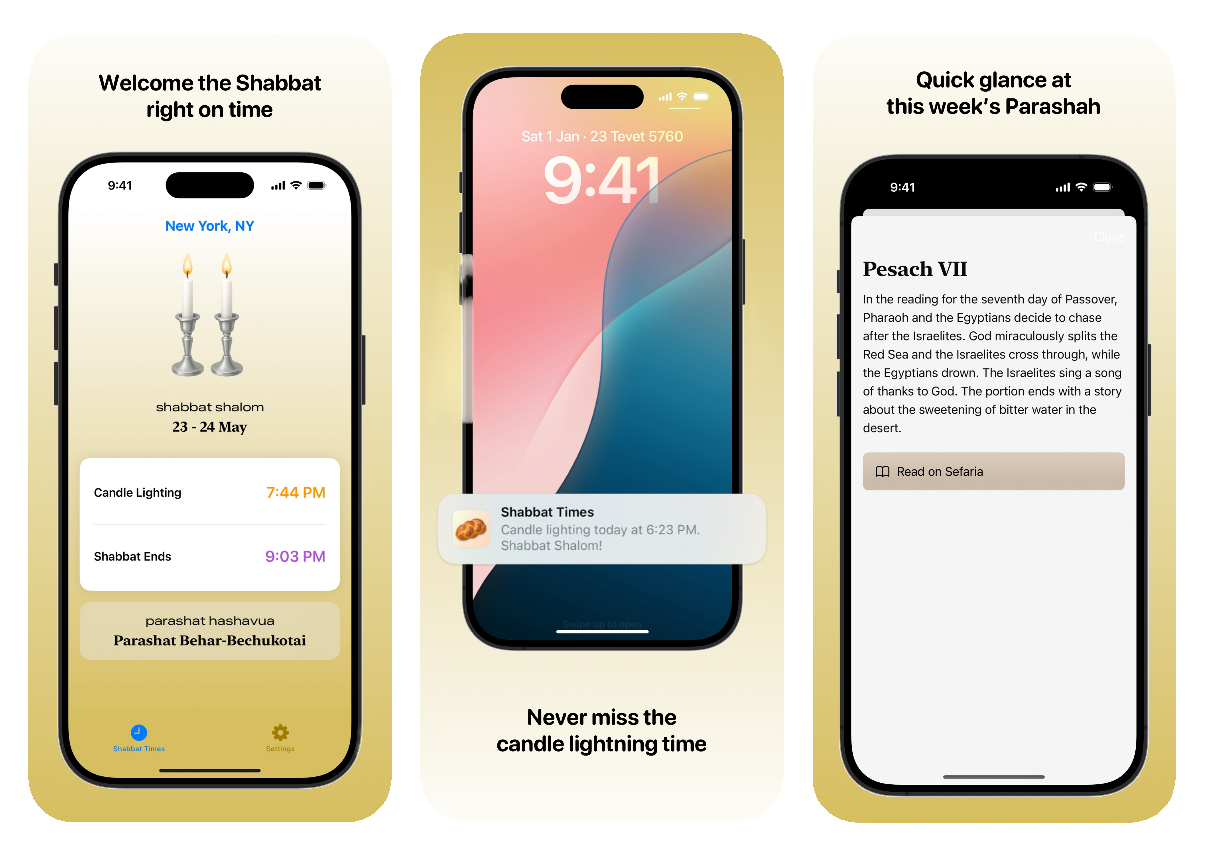 Welcome the Shabbat
right on time
9:41
New York, NY
shabbat shalom
23 - 24 May
Candle Lighting 7:44 PM
Shabbat Ends 9:03 PM
parashat hashavua
Parashat Behar-Bechukotai
Shabbat Times Settings
Sat 1 Jan · 23 Tevet 5760
9:41
Shabbat Times
Candle lighting today at 6:23 PM.
Shabbat Shalom!
Swipe up to open
Never miss the
candle lightning time
Quick glance at
this week’s Parashah
9:41
Close
Pesach VII
In the reading for the seventh day of Passover,
Pharaoh and the Egyptians decide to chase
after the Israelites. God miraculously splits the
Red Sea and the Israelites cross through, while
the Egyptians drown. The Israelites sing a song
of thanks to God. The portion ends with a story
about the sweetening of bitter water in the
desert.
Read on Sefaria